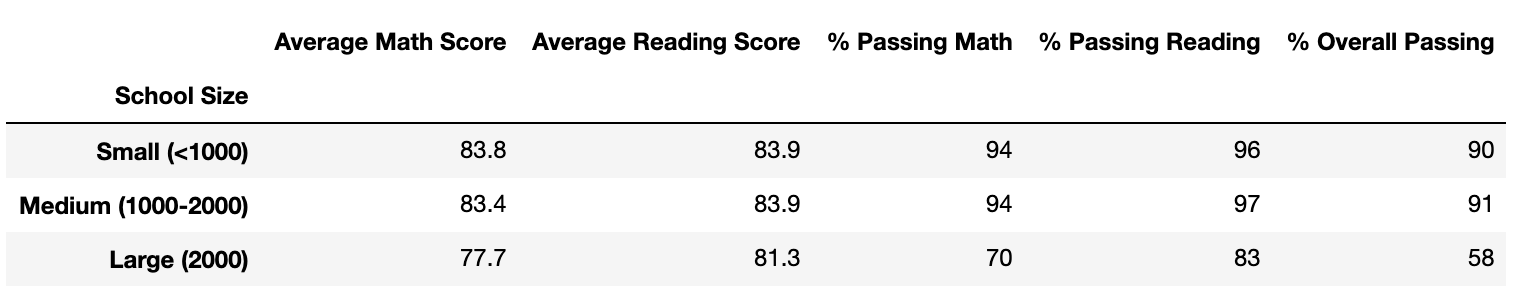 Average Math Score Average Reading Score % Passing Math % Passing Reading % Overall Passing
School Size
Small (<1000) 83.8 83.9 94 96 90
Medium (1000-2000) 83.4 83.9 94 97 91
Large (2000) 77.7 81.3 70 83 58